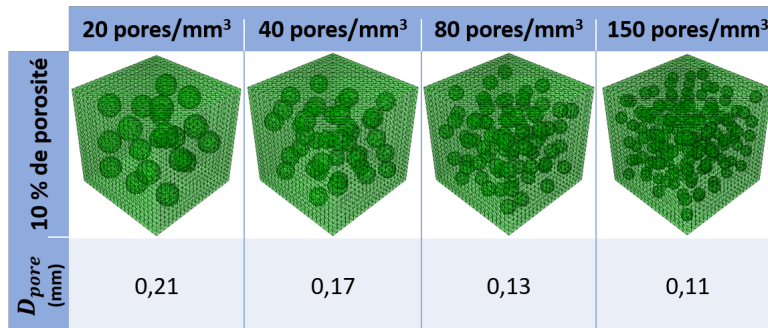 20 pores/mm³ 40 pores/mm³ 80 pores/mm³ 150 pores/mm³
10 % de porosité
D_pore (mm) 0,21 0,17 0,13 0,11